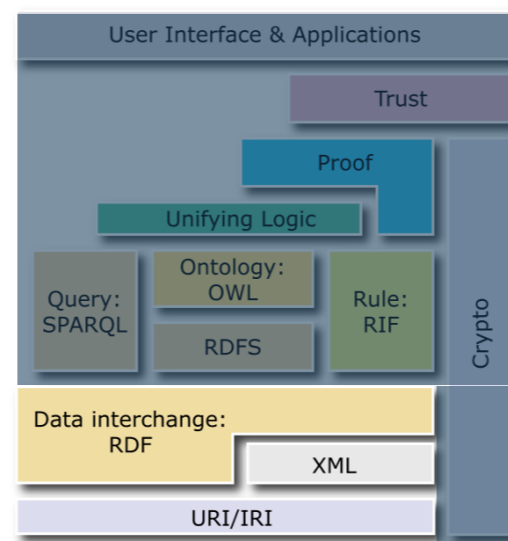 User Interface & Applications
Trust
Proof
Unifying Logic
Query:
SPARQL
Ontology:
OWL
RDFS
Rule:
RIF
Crypto
Data interchange:
RDF
XML
URI/IRI